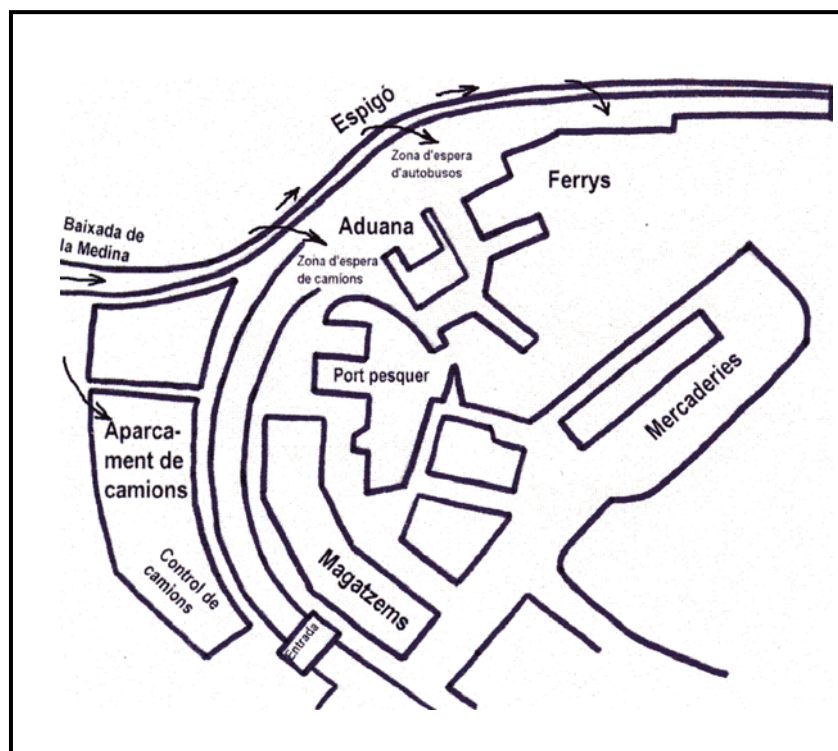 Espigó
Zona d'espera
d'autobusos
Ferrys
Baixada de
la Medina
Aduana
Zona d'espera
de camions
Port pesquer
Mercaderies
Aparca-
ment de
camions
Control de
camions
Magatzems
Entrada